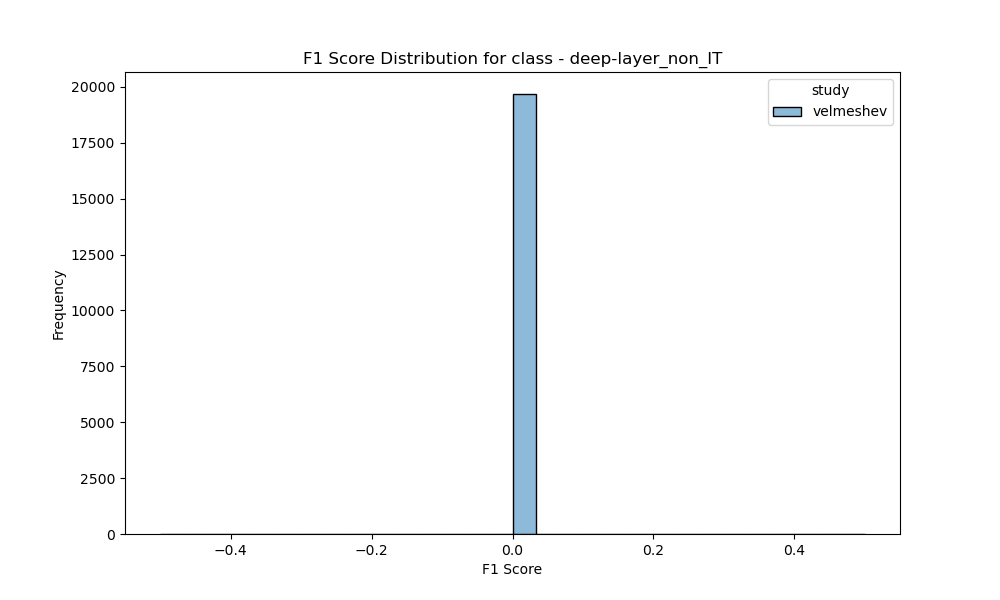 F1 Score Distribution for class - deep-layer_non_IT
study
velmeshev
20000
17500
15000
12500
10000
7500
5000
2500
0
Frequency
−0.4
−0.2
0.0
0.2
0.4
F1 Score